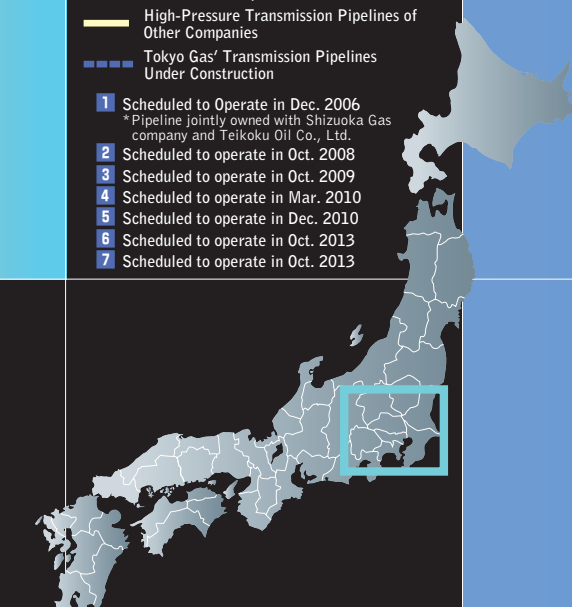 High-Pressure Transmission Pipelines of
Other Companies
Tokyo Gas' Transmission Pipelines
Under Construction
1 Scheduled to Operate in Dec. 2006
*Pipeline jointly owned with Shizuoka Gas
company and Teikoku Oil Co., Ltd.
2 Scheduled to operate in Oct. 2008
3 Scheduled to operate in Oct. 2009
4 Scheduled to operate in Mar. 2010
5 Scheduled to operate in Dec. 2010
6 Scheduled to operate in Oct. 2013
7 Scheduled to operate in Oct. 2013